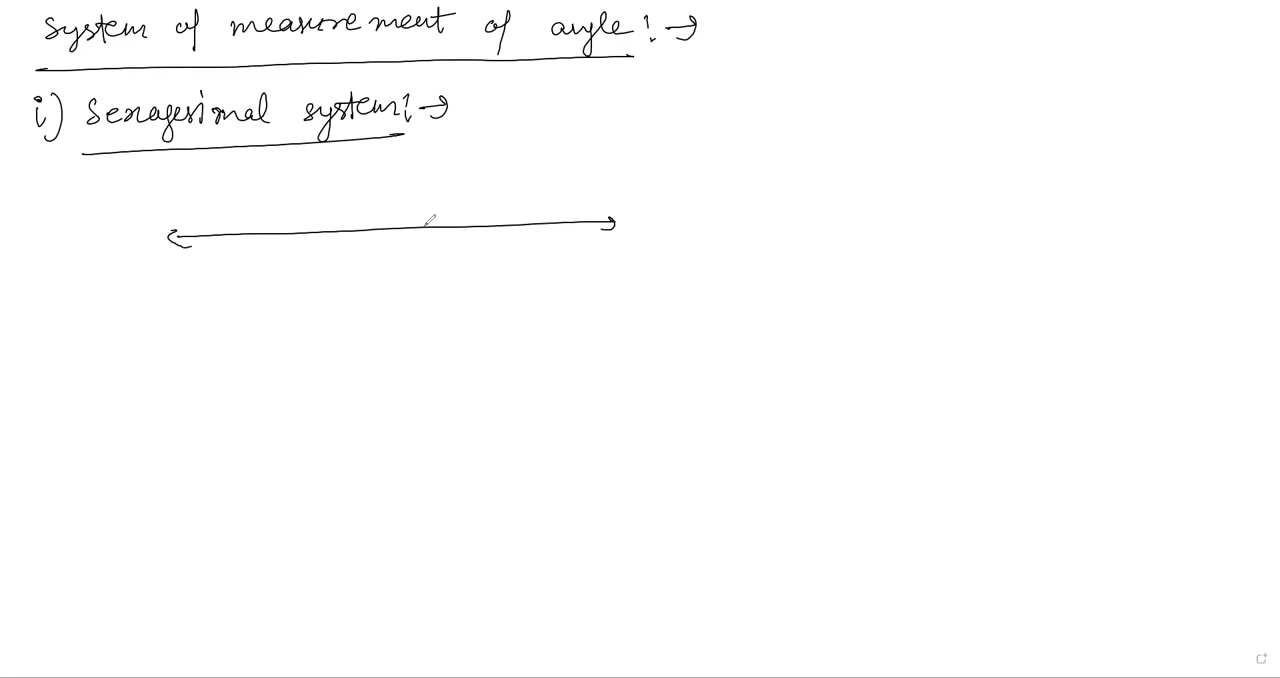 System of measurement of angle :→
i) Sexagesimal system :→